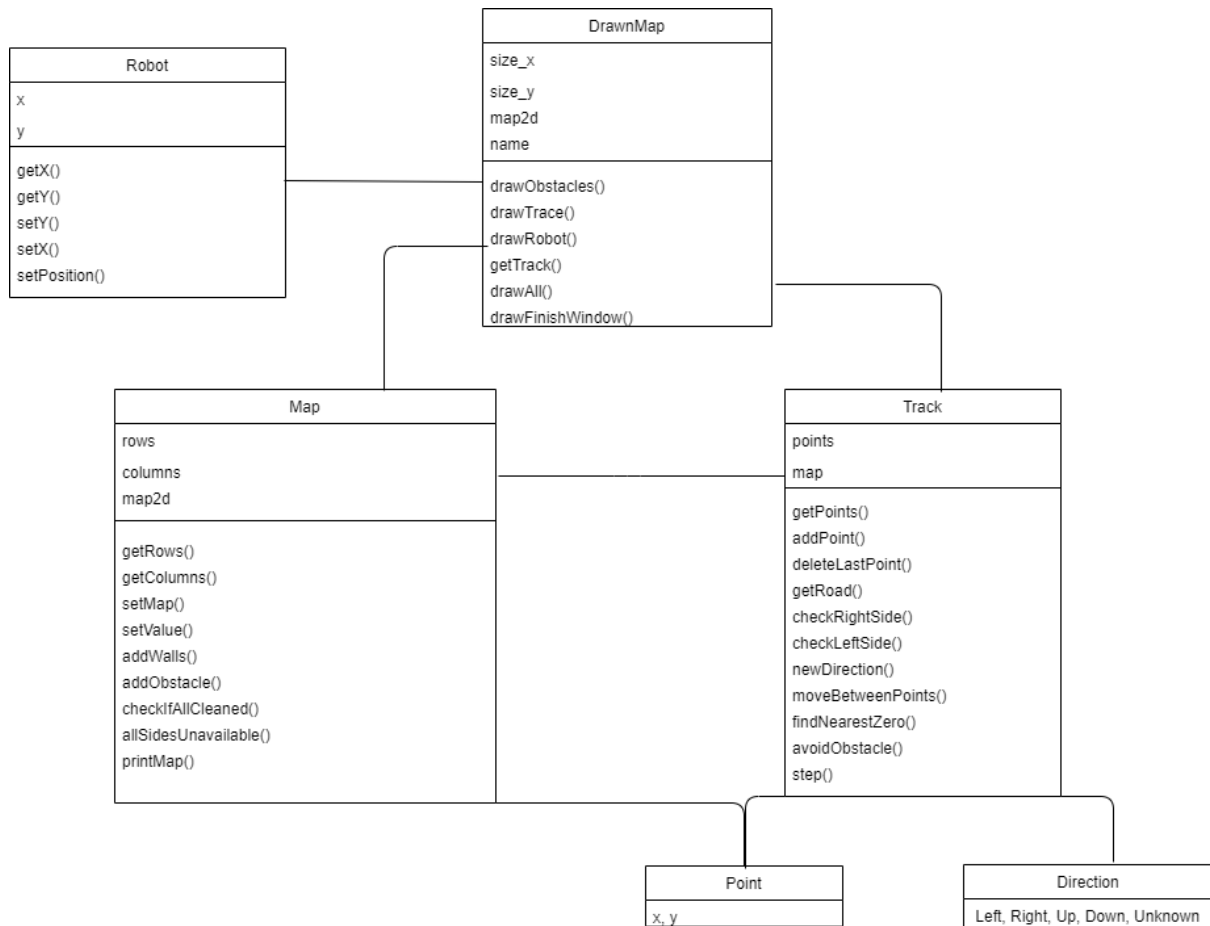 DrawnMap
size_x
size_y
map2d
name
drawObstacles()
drawTrace()
drawRobot()
getTrack()
drawAll()
drawFinishWindow()
Robot
x
y
getX()
getY()
setY()
setX()
setPosition()
Map
rows
columns
map2d
getRows()
getColumns()
setMap()
setValue()
addWalls()
addObstacle()
checkIfAllCleaned()
allSidesUnavailable()
printMap()
Track
points
map
getPoints()
addPoint()
deleteLastPoint()
getRoad()
checkRightSide()
checkLeftSide()
newDirection()
moveBetweenPoints()
findNearestZero()
avoidObstacle()
step()
Point
x, y
Direction
Left, Right, Up, Down, Unknown